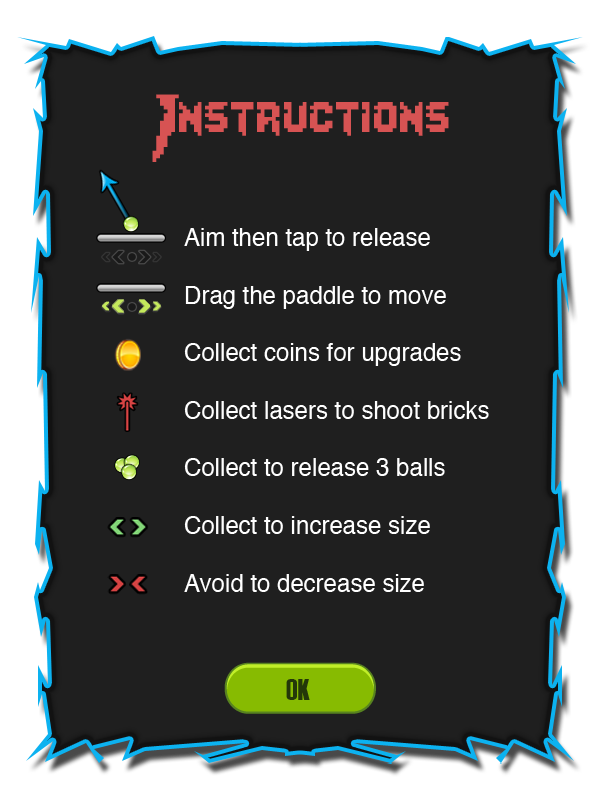 Instructions
Aim then tap to release
Drag the paddle to move
Collect coins for upgrades
Collect lasers to shoot bricks
Collect to release 3 balls
Collect to increase size
Avoid to decrease size
OK